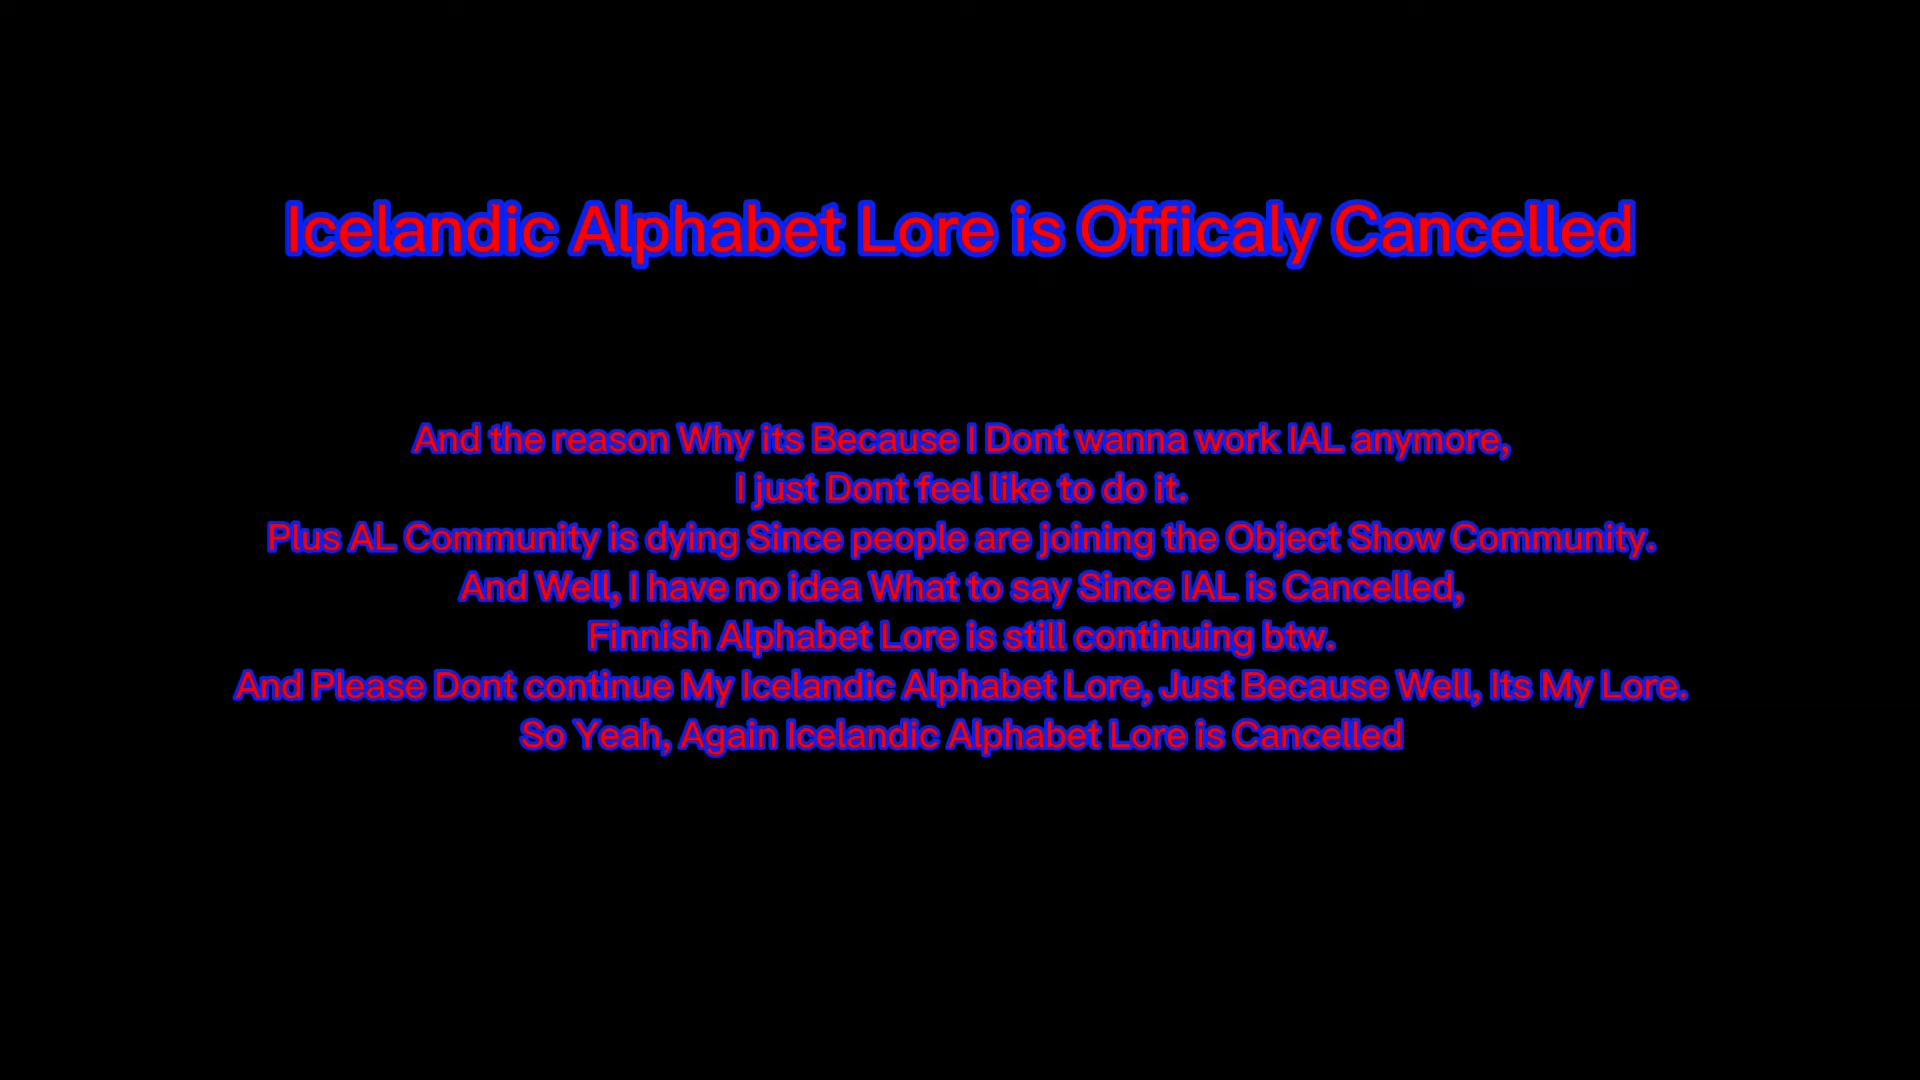 Icelandic Alphabet Lore is Officaly Cancelled
And the reason Why its Because I Dont wanna work IAL anymore,
I just Dont feel like to do it.
Plus AL Community is dying Since people are joining the Object Show Community.
And Well, I have no idea What to say Since IAL is Cancelled,
Finnish Alphabet Lore is still continuing btw.
And Please Dont continue My Icelandic Alphabet Lore, Just Because Well, Its My Lore.
So Yeah, Again Icelandic Alphabet Lore is Cancelled